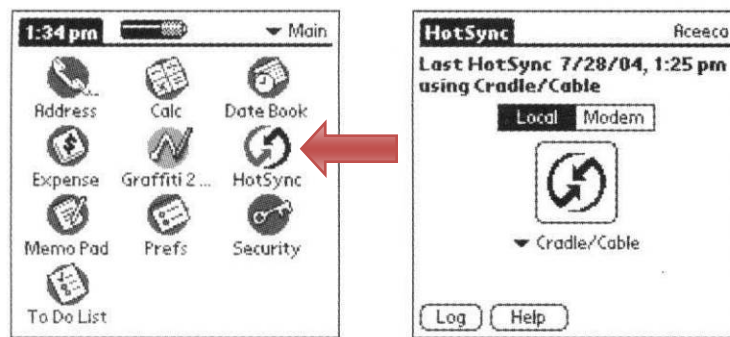 1:34 pm
Main
Address
Calc
Date Book
Expense
Graffiti 2 ...
HotSync
Memo Pad
Prefs
Security
To Do List
HotSync
Aceeca
Last HotSync 7/28/04, 1:25 pm
using Cradle/Cable
Local Modem
Cradle/Cable
Log Help